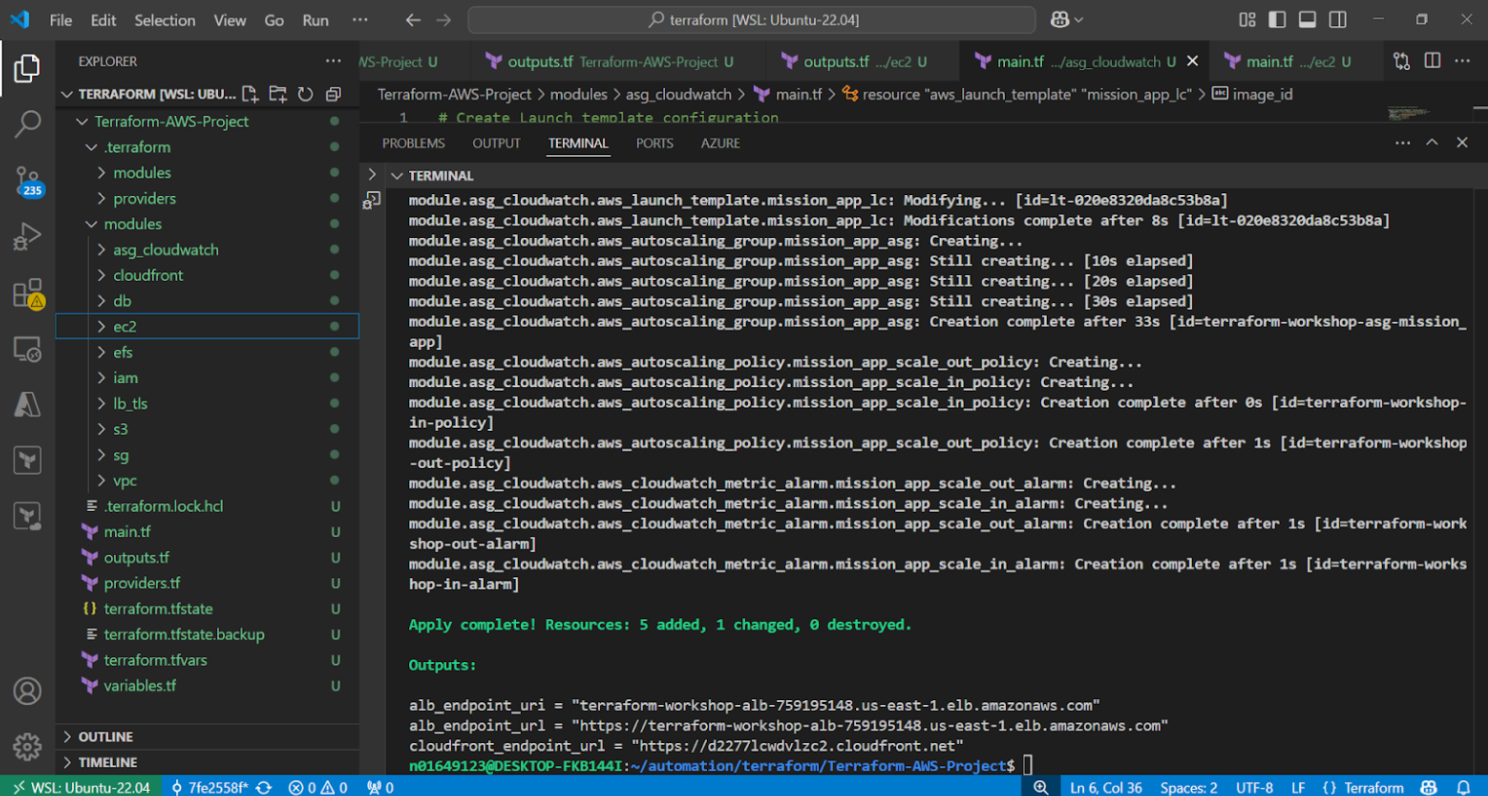 File Edit Selection View Go Run ··· terraform [WSL: Ubuntu-22.04]
EXPLORER
TERRAFORM [WSL: UBU...
Terraform-AWS-Project
.terraform
modules
providers
modules
asg_cloudwatch
cloudfront
db
ec2
efs
iam
lb_tls
s3
sg
vpc
.terraform.lock.hcl U
main.tf U
outputs.tf U
providers.tf U
{} terraform.tfstate U
terraform.tfstate.backup U
terraform.tfvars U
variables.tf U
OUTLINE
TIMELINE
235
WS-Project U outputs.tf Terraform-AWS-Project U outputs.tf .../ec2 U main.tf .../asg_cloudwatch U main.tf .../ec2 U
Terraform-AWS-Project > modules > asg_cloudwatch > main.tf > resource "aws_launch_template" "mission_app_lc" > image_id
1 # Create Launch template configuration
PROBLEMS OUTPUT TERMINAL PORTS AZURE
TERMINAL
module.asg_cloudwatch.aws_launch_template.mission_app_lc: Modifying... [id=lt-020e8320da8c53b8a]
module.asg_cloudwatch.aws_launch_template.mission_app_lc: Modifications complete after 8s [id=lt-020e8320da8c53b8a]
module.asg_cloudwatch.aws_autoscaling_group.mission_app_asg: Creating...
module.asg_cloudwatch.aws_autoscaling_group.mission_app_asg: Still creating... [10s elapsed]
module.asg_cloudwatch.aws_autoscaling_group.mission_app_asg: Still creating... [20s elapsed]
module.asg_cloudwatch.aws_autoscaling_group.mission_app_asg: Still creating... [30s elapsed]
module.asg_cloudwatch.aws_autoscaling_group.mission_app_asg: Creation complete after 33s [id=terraform-workshop-asg-mission_
app]
module.asg_cloudwatch.aws_autoscaling_policy.mission_app_scale_out_policy: Creating...
module.asg_cloudwatch.aws_autoscaling_policy.mission_app_scale_in_policy: Creating...
module.asg_cloudwatch.aws_autoscaling_policy.mission_app_scale_in_policy: Creation complete after 0s [id=terraform-workshop-
in-policy]
module.asg_cloudwatch.aws_autoscaling_policy.mission_app_scale_out_policy: Creation complete after 1s [id=terraform-workshop
-out-policy]
module.asg_cloudwatch.aws_cloudwatch_metric_alarm.mission_app_scale_out_alarm: Creating...
module.asg_cloudwatch.aws_cloudwatch_metric_alarm.mission_app_scale_in_alarm: Creating...
module.asg_cloudwatch.aws_cloudwatch_metric_alarm.mission_app_scale_out_alarm: Creation complete after 1s [id=terraform-work
shop-out-alarm]
module.asg_cloudwatch.aws_cloudwatch_metric_alarm.mission_app_scale_in_alarm: Creation complete after 1s [id=terraform-works
hop-in-alarm]
Apply complete! Resources: 5 added, 1 changed, 0 destroyed.
Outputs:
alb_endpoint_uri = "terraform-workshop-alb-759195148.us-east-1.elb.amazonaws.com"
alb_endpoint_url = "https://terraform-workshop-alb-759195148.us-east-1.elb.amazonaws.com"
cloudfront_endpoint_url = "https://d2277lcwdvlzc2.cloudfront.net"
n01649123@DESKTOP-FKB144I:~/automation/terraform/Terraform-AWS-Project$
WSL: Ubuntu-22.04 7fe2558f* 0 0 0 Ln 6, Col 36 Spaces: 2 UTF-8 LF {} Terraform